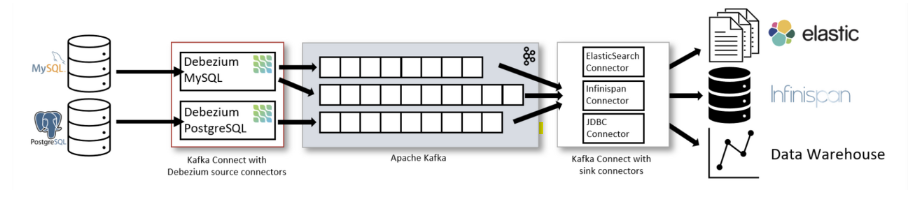 MySQL
PostgreSQL
Debezium
MySQL
Debezium
PostgreSQL
Kafka Connect with
Debezium source connectors
Apache Kafka
ElasticSearch
Connector
Infinispan
Connector
JDBC
Connector
Kafka Connect with
sink connectors
elastic
Infinispan
Data Warehouse